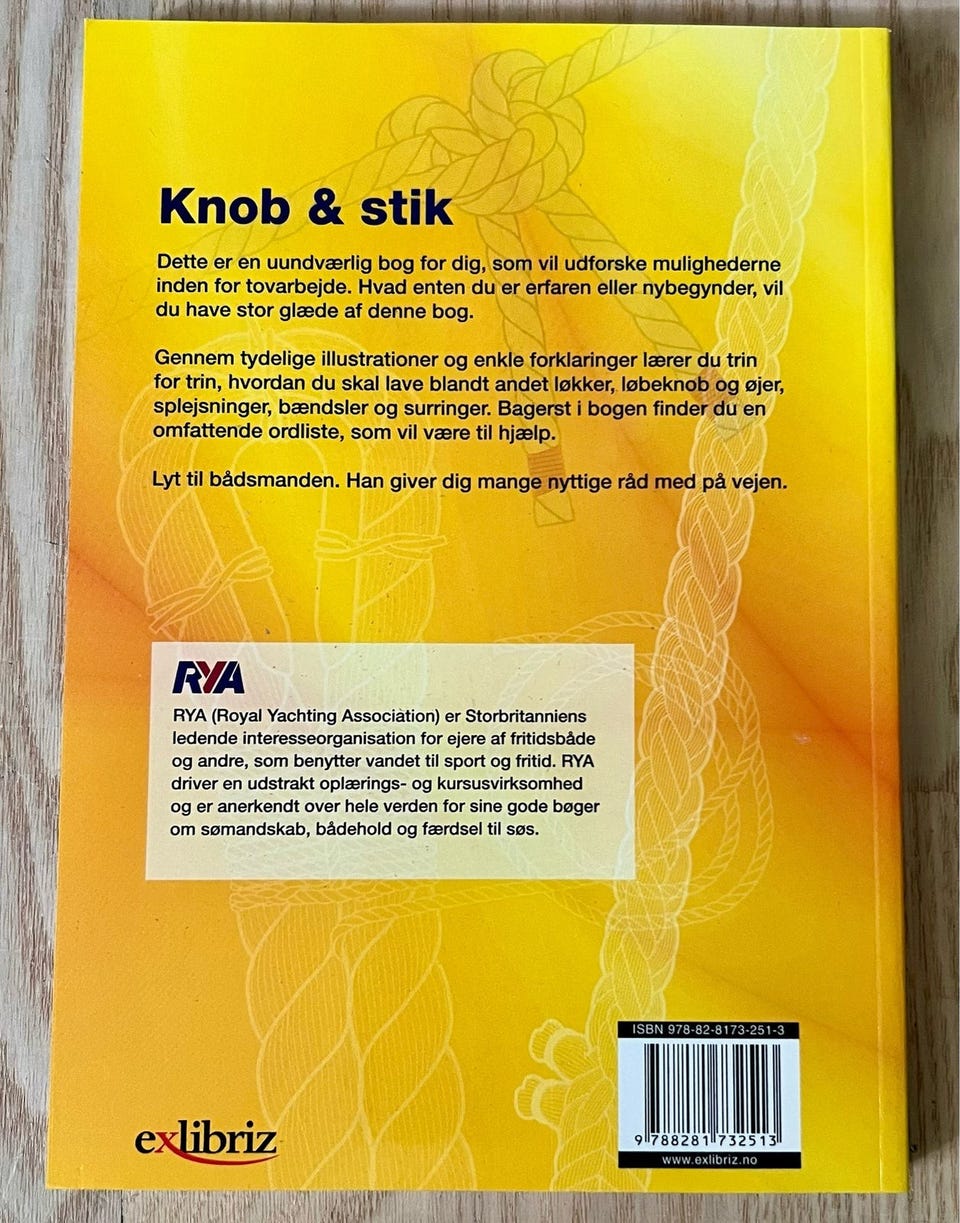 Knob & stik
Dette er en uundværlig bog for dig, som vil udforske mulighederne
inden for tovarbejde. Hvad enten du er erfaren eller nybegynder, vil
du have stor glæde af denne bog.
Gennem tydelige illustrationer og enkle forklaringer lærer du trin
for trin, hvordan du skal lave blandt andet løkker, løbeknob og øjer,
splejsninger, bændsler og surringer. Bagerst i bogen finder du en
omfattende ordliste, som vil være til hjælp.
Lyt til bådsmanden. Han giver dig mange nyttige råd med på vejen.
RYA
RYA (Royal Yachting Association) er Storbritanniens
ledende interesseorganisation for ejere af fritidsbåde
og andre, som benytter vandet til sport og fritid. RYA
driver en udstrakt oplærings- og kursusvirksomhed
og er anerkendt over hele verden for sine gode bøger
om sømandskab, bådehold og færdsel til søs.
ISBN 978-82-8173-251-3
9 788281 732513
www.exlibriz.no
exlibriz